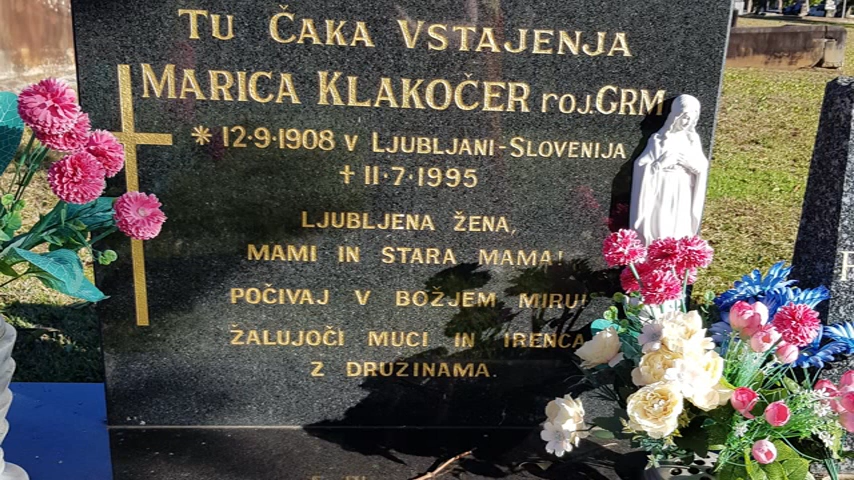 TU ČAKA VSTAJENJA
MARICA KLAKOČER ROJ. GRM
* 12·9·1908 V LJUBLJANI-SLOVENIJA
† 11·7·1995
LJUBLJENA ŽENA,
MAMI IN STARA MAMA!
POČIVAJ V BOŽJEM MIRU!
ŽALUJOČI MUCI IN IRENCA
Z DRUZINAMA.